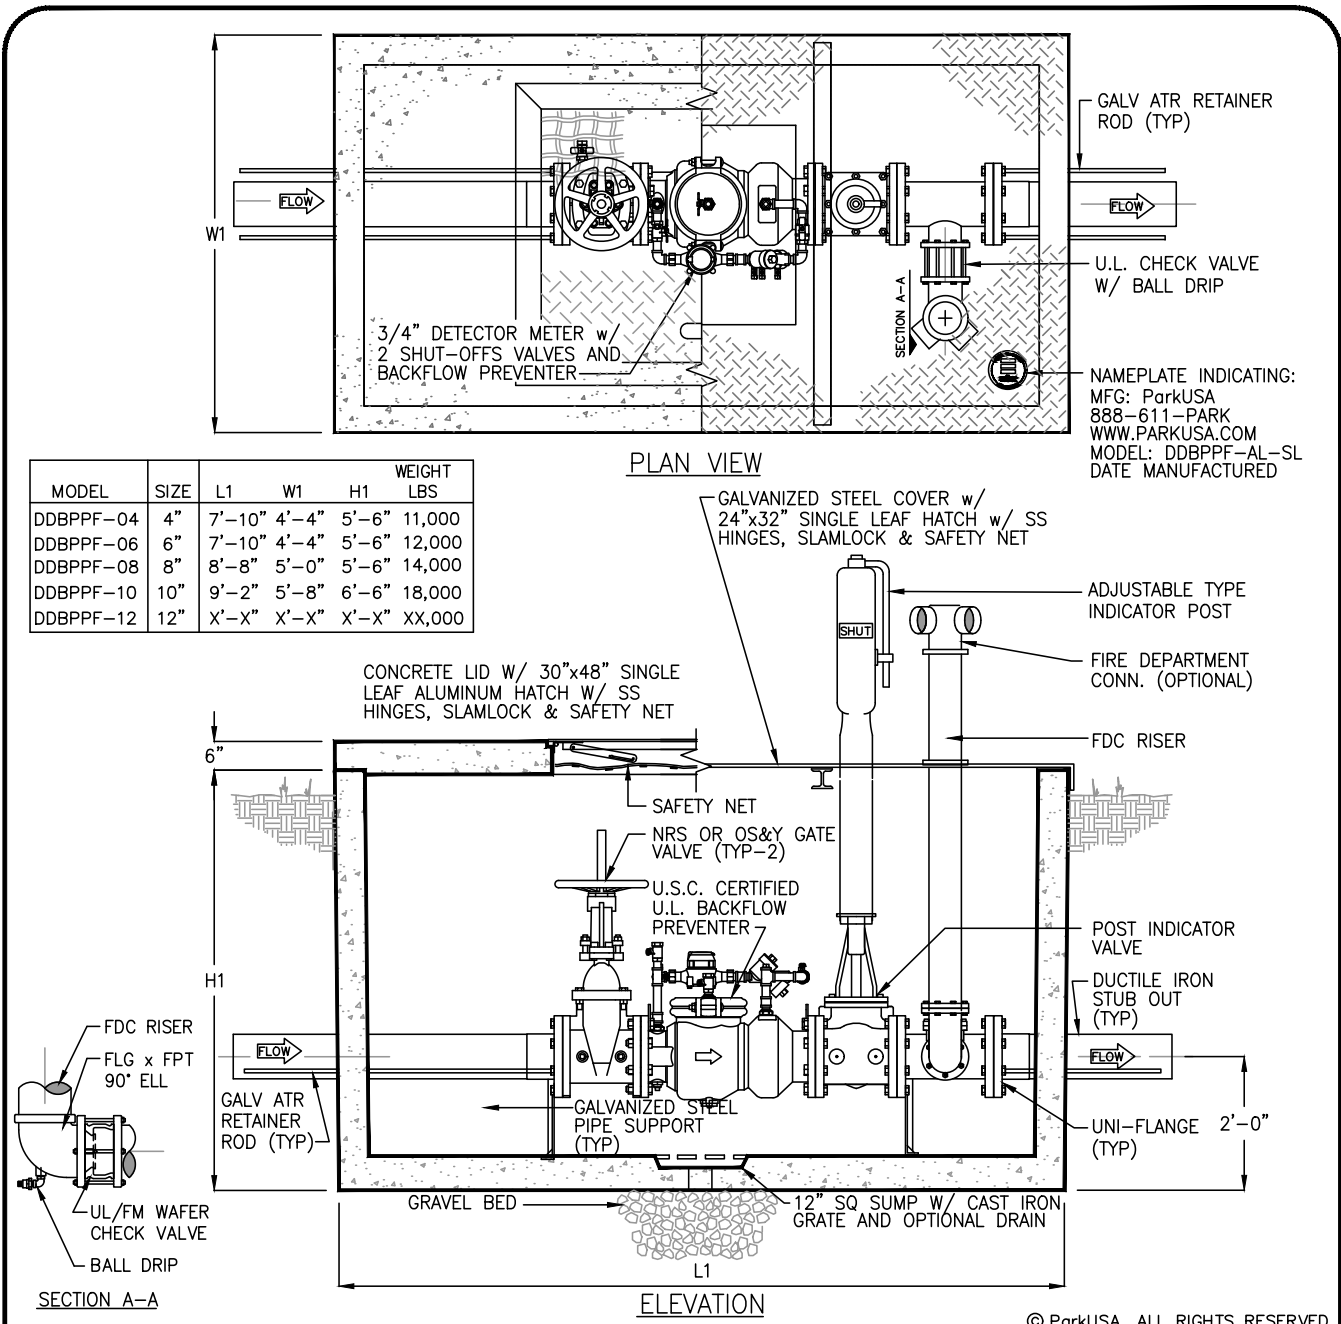 GALV ATR RETAINER
ROD (TYP)
FLOW
FLOW
W1
U.L. CHECK VALVE
W/ BALL DRIP
SECTION A-A
3/4" DETECTOR METER w/
2 SHUT-OFFS VALVES AND
BACKFLOW PREVENTER
NAMEPLATE INDICATING:
MFG: ParkUSA
888-611-PARK
WWW.PARKUSA.COM
MODEL: DDBPPF-AL-SL
DATE MANUFACTURED
PLAN VIEW
WEIGHT
MODEL SIZE L1 W1 H1 LBS
DDBPPF-04 4" 7'-10" 4'-4" 5'-6" 11,000
DDBPPF-06 6" 7'-10" 4'-4" 5'-6" 12,000
DDBPPF-08 8" 8'-8" 5'-0" 5'-6" 14,000
DDBPPF-10 10" 9'-2" 5'-8" 6'-6" 18,000
DDBPPF-12 12" X'-X" X'-X" X'-X" XX,000
GALVANIZED STEEL COVER w/
24"x32" SINGLE LEAF HATCH w/ SS
HINGES, SLAMLOCK & SAFETY NET
ADJUSTABLE TYPE
INDICATOR POST
SHUT
FIRE DEPARTMENT
CONN. (OPTIONAL)
CONCRETE LID W/ 30"x48" SINGLE
LEAF ALUMINUM HATCH W/ SS
HINGES, SLAMLOCK & SAFETY NET
FDC RISER
6"
SAFETY NET
NRS OR OS&Y GATE
VALVE (TYP-2)
U.S.C. CERTIFIED
U.L. BACKFLOW
PREVENTER
POST INDICATOR
VALVE
H1
DUCTILE IRON
STUB OUT
(TYP)
FLOW
FLOW
FDC RISER
FLG x FPT
90° ELL
GALV ATR
RETAINER
ROD (TYP)
GALVANIZED STEEL
PIPE SUPPORT
(TYP)
UNI-FLANGE
(TYP)
2'-0"
GRAVEL BED
12" SQ SUMP W/ CAST IRON
GRATE AND OPTIONAL DRAIN
UL/FM WAFER
CHECK VALVE
BALL DRIP
SECTION A-A
L1
ELEVATION
© ParkUSA, ALL RIGHTS RESERVED